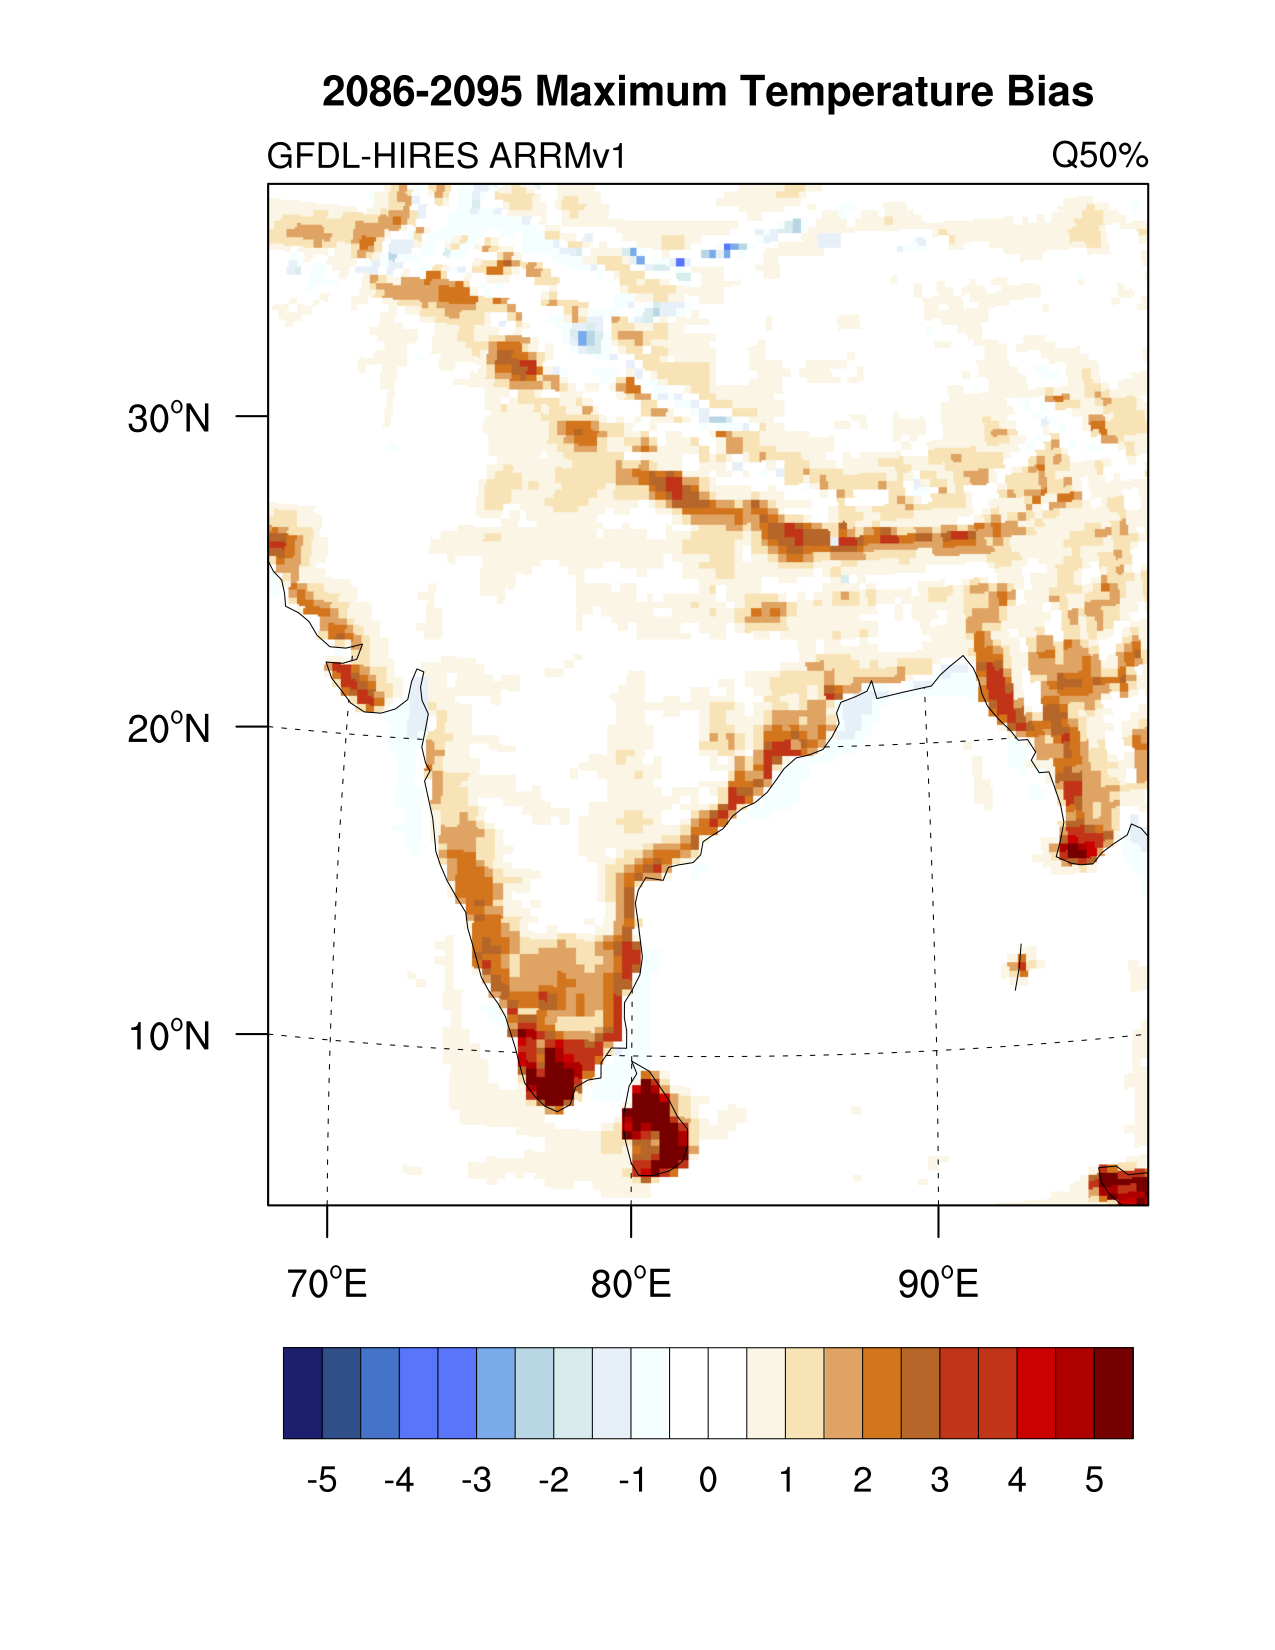 2086-2095 Maximum Temperature Bias
GFDL-HIRES ARRMv1 Q50%
30°N
20°N
10°N
70°E 80°E 90°E
-5 -4 -3 -2 -1 0 1 2 3 4 5